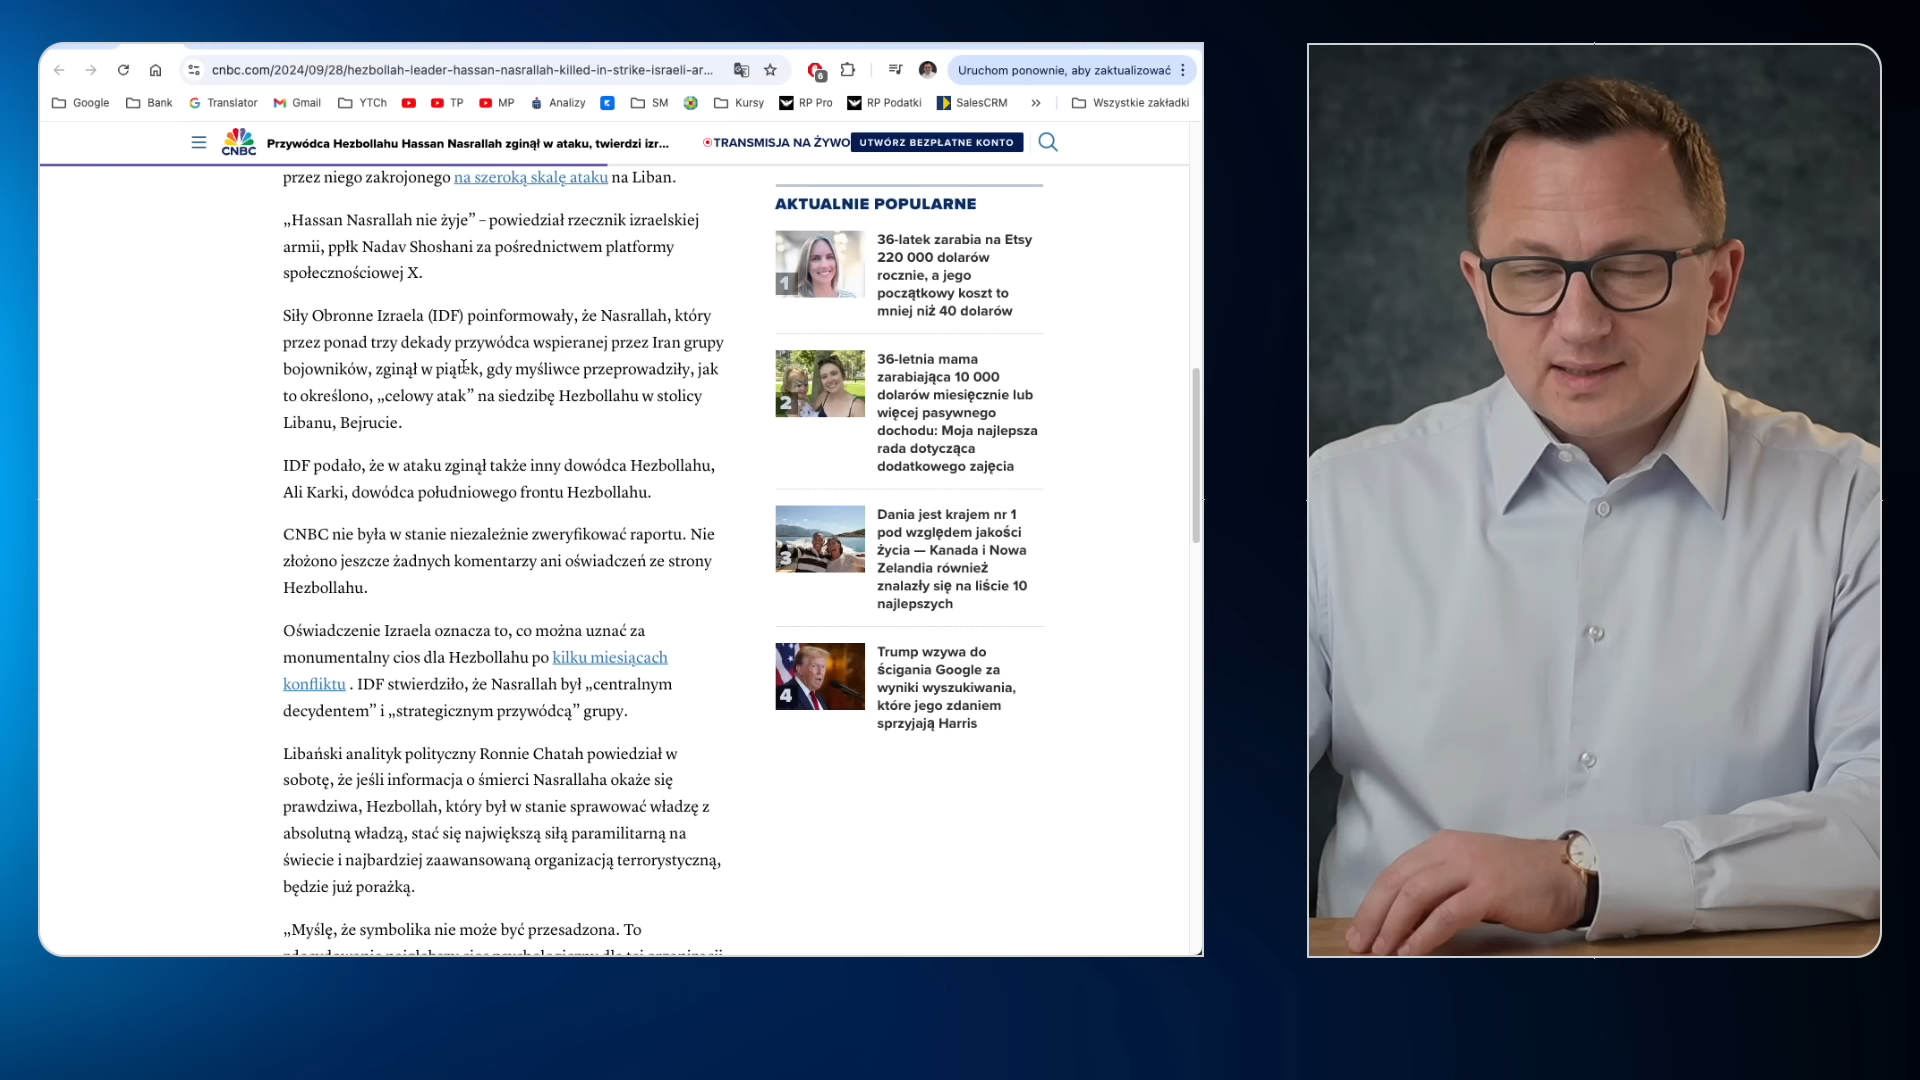 cnbc.com/2024/09/28/hezbollah-leader-hassan-nasrallah-killed-in-strike-israeli-ar...
6
Uruchom ponownie, aby zaktualizować
Google
Bank
Translator
Gmail
YTCh
TP
MP
Analizy
SM
Kursy
RP Pro
RP Podatki
SalesCRM
»
Wszystkie zakładki
CNBC
Przywódca Hezbollahu Hassan Nasrallah zginął w ataku, twierdzi izr...
TRANSMISJA NA ŻYWO
UTWÓRZ BEZPŁATNE KONTO
przez niego zakrojonego na szeroką skalę ataku na Liban.
„Hassan Nasrallah nie żyje” – powiedział rzecznik izraelskiej
armii, ppłk Nadav Shoshani za pośrednictwem platformy
społecznościowej X.
Siły Obronne Izraela (IDF) poinformowały, że Nasrallah, który
przez ponad trzy dekady przywódca wspieranej przez Iran grupy
bojowników, zginął w piątek, gdy myśliwce przeprowadziły, jak
to określono, „celowy atak” na siedzibę Hezbollahu w stolicy
Libanu, Bejrucie.
IDF podało, że w ataku zginął także inny dowódca Hezbollahu,
Ali Karki, dowódca południowego frontu Hezbollahu.
CNBC nie była w stanie niezależnie zweryfikować raportu. Nie
złożono jeszcze żadnych komentarzy ani oświadczeń ze strony
Hezbollahu.
Oświadczenie Izraela oznacza to, co można uznać za
monumentalny cios dla Hezbollahu po kilku miesiącach
konfliktu . IDF stwierdziło, że Nasrallah był „centralnym
decydentem” i „strategicznym przywódcą” grupy.
Libański analityk polityczny Ronnie Chatah powiedział w
sobotę, że jeśli informacja o śmierci Nasrallaha okaże się
prawdziwa, Hezbollah, który był w stanie sprawować władzę z
absolutną władzą, stać się największą siłą paramilitarną na
świecie i najbardziej zaawansowaną organizacją terrorystyczną,
będzie już porażką.
„Myślę, że symbolika nie może być przesadzona. To
AKTUALNIE POPULARNE
1
36-latek zarabia na Etsy
220 000 dolarów
rocznie, a jego
początkowy koszt to
mniej niż 40 dolarów
2
36-letnia mama
zarabiająca 10 000
dolarów miesięcznie lub
więcej pasywnego
dochodu: Moja najlepsza
rada dotycząca
dodatkowego zajęcia
3
Dania jest krajem nr 1
pod względem jakości
życia — Kanada i Nowa
Zelandia również
znalazły się na liście 10
najlepszych
4
Trump wzywa do
ścigania Google za
wyniki wyszukiwania,
które jego zdaniem
sprzyjają Harris